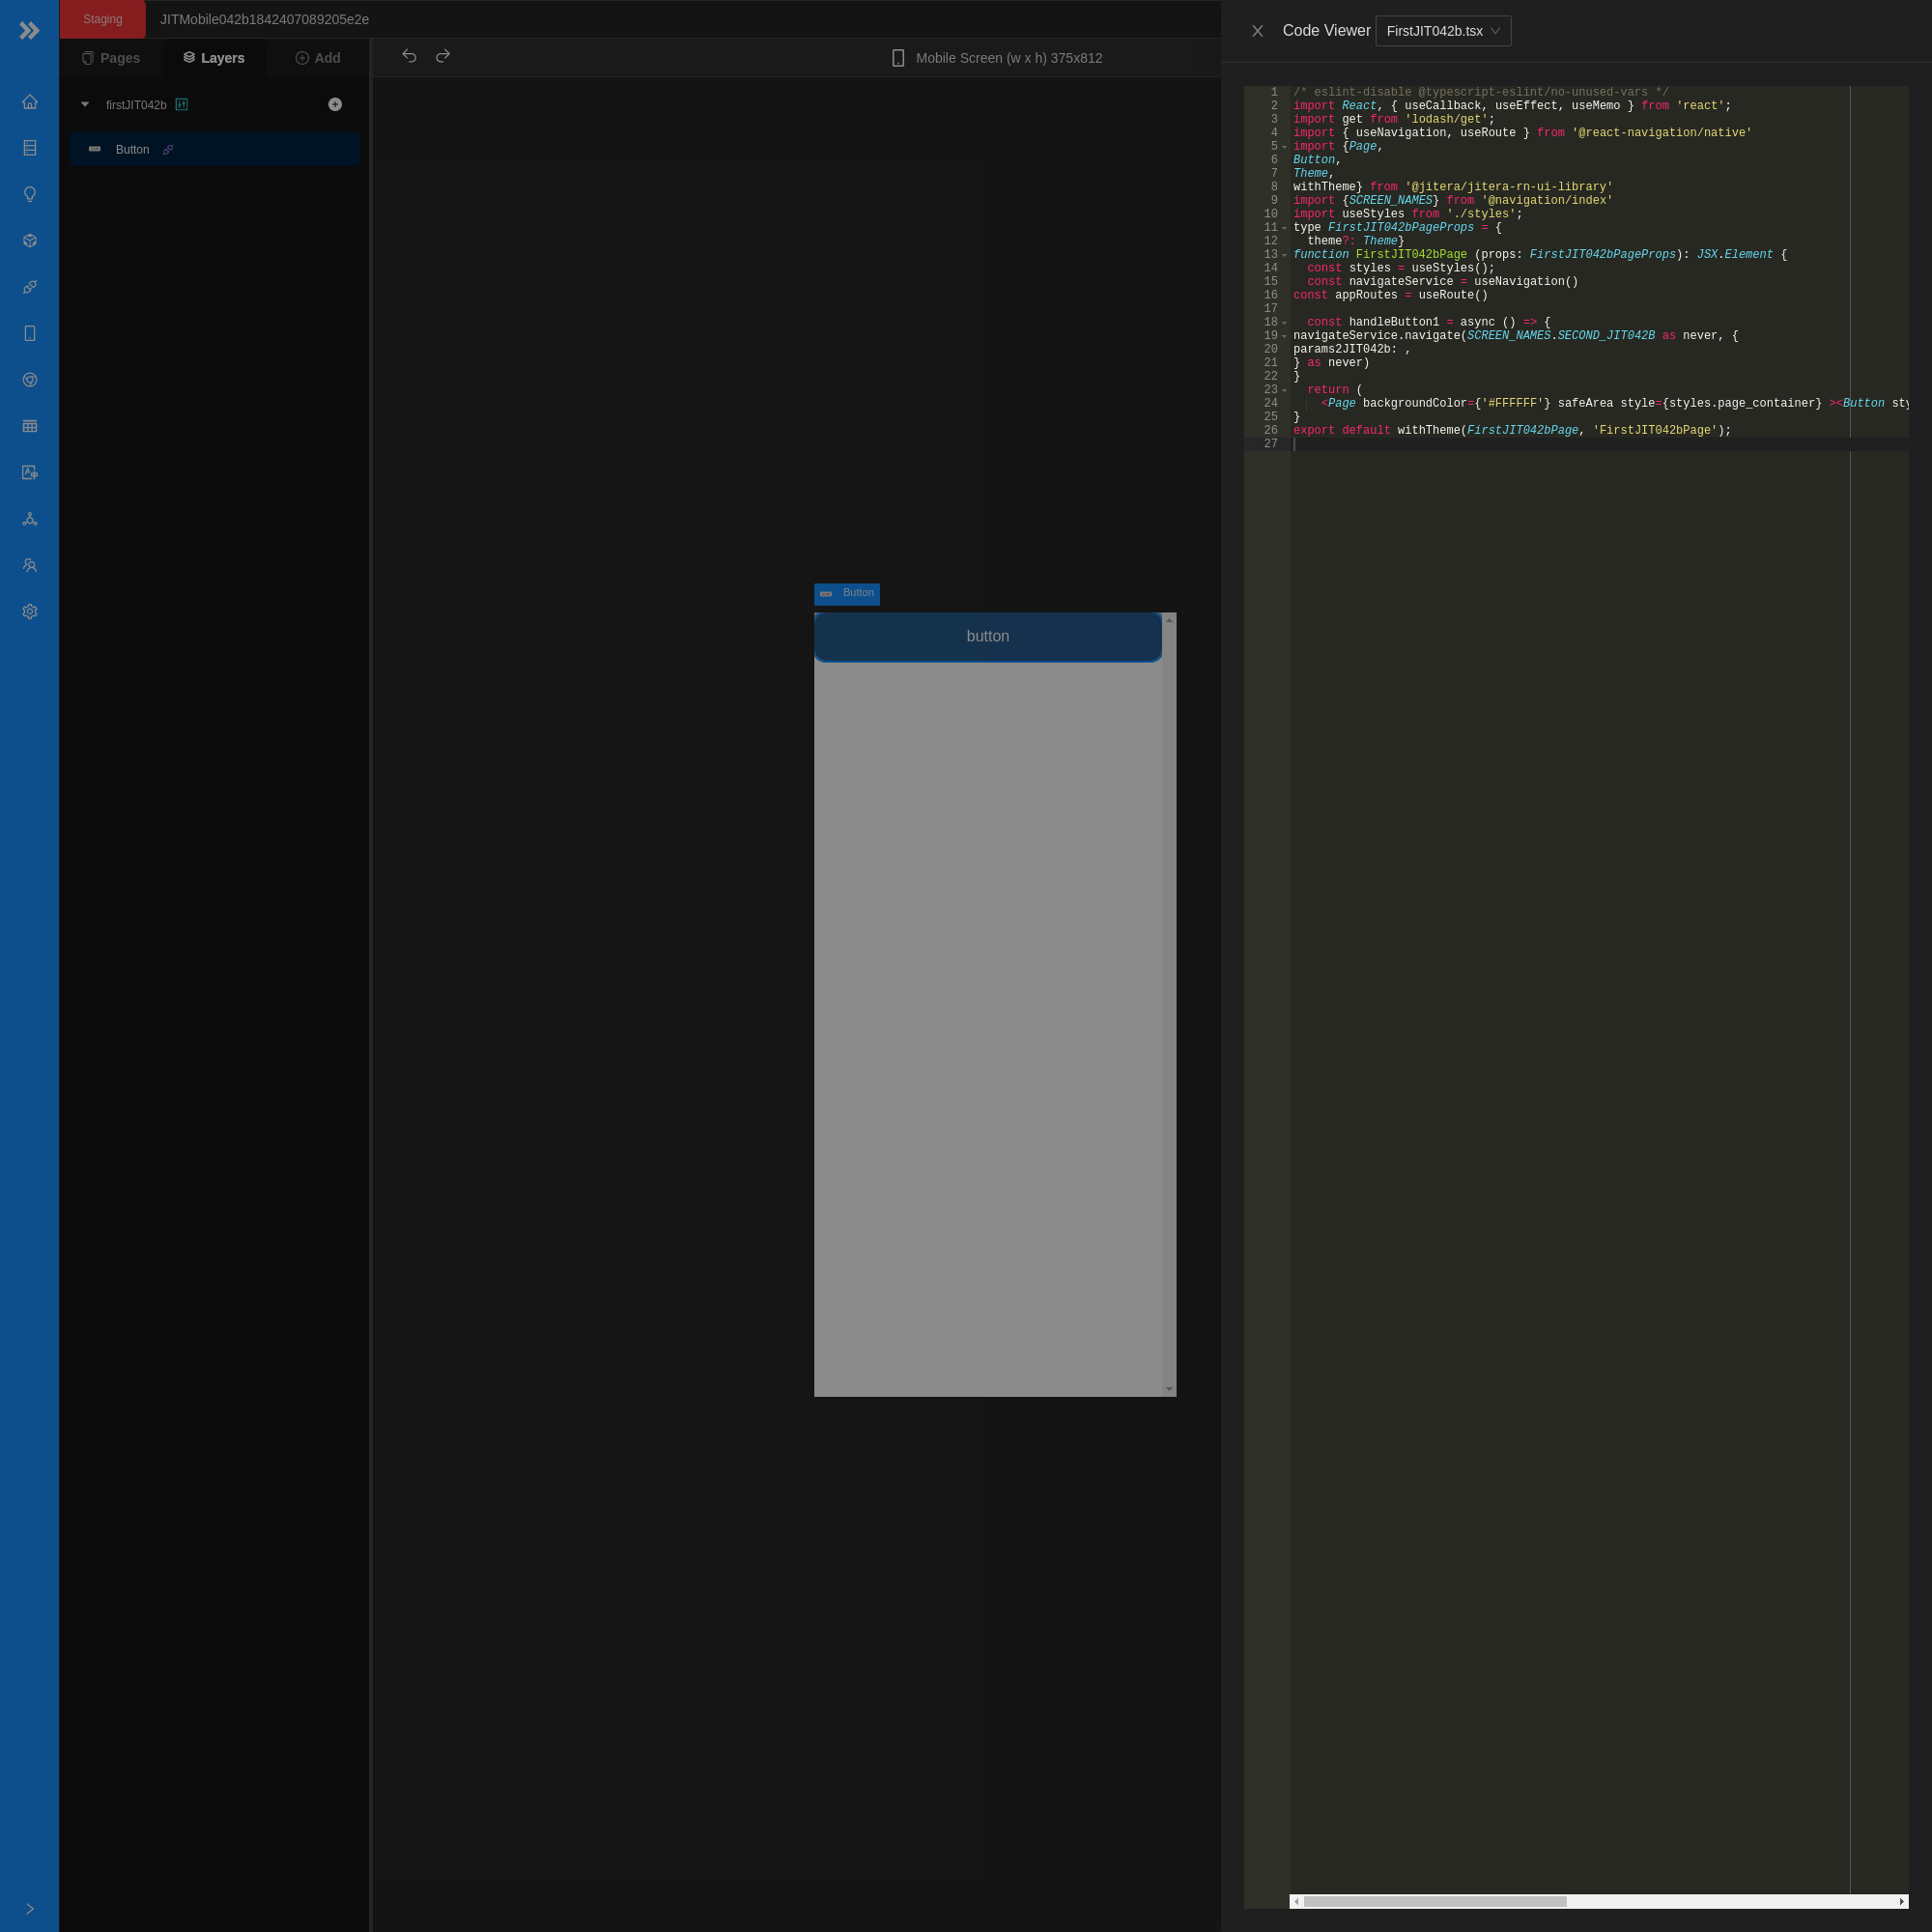 Staging
JITMobile042b1842407089205e2e
Code Viewer
FirstJIT042b.tsx
Pages
Layers
Add
Mobile Screen (w x h) 375x812
firstJIT042b
Button
Button
button
1 /* eslint-disable @typescript-eslint/no-unused-vars */
2 import React, { useCallback, useEffect, useMemo } from 'react';
3 import get from 'lodash/get';
4 import { useNavigation, useRoute } from '@react-navigation/native'
5 import {Page,
6 Button,
7 Theme,
8 withTheme} from '@jitera/jitera-rn-ui-library'
9 import {SCREEN_NAMES} from '@navigation/index'
10 import useStyles from './styles';
11 type FirstJIT042bPageProps = {
12 theme?: Theme}
13 function FirstJIT042bPage (props: FirstJIT042bPageProps): JSX.Element {
14 const styles = useStyles();
15 const navigateService = useNavigation()
16 const appRoutes = useRoute()
17
18 const handleButton1 = async () => {
19 navigateService.navigate(SCREEN_NAMES.SECOND_JIT042B as never, {
20 params2JIT042b: ,
21 } as never)
22 }
23 return (
24 <Page backgroundColor={'#FFFFFF'} safeArea style={styles.page_container} ><Button sty
25 }
26 export default withTheme(FirstJIT042bPage, 'FirstJIT042bPage');
27